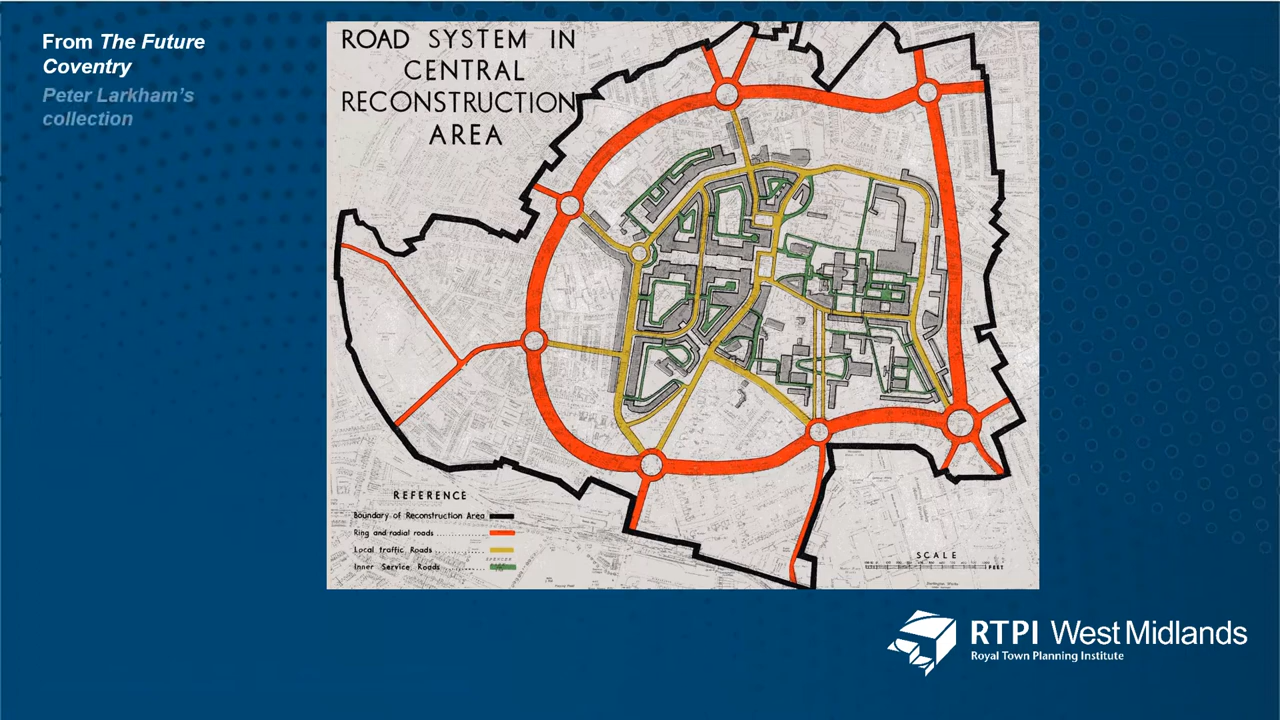 From The Future
Coventry
Peter Larkham's
collection
ROAD SYSTEM IN
CENTRAL
RECONSTRUCTION
AREA
REFERENCE
Boundary of Reconstruction Area
Ring and radial roads
Local traffic Roads
Inner Service Roads
SCALE
FEET
RTPI West Midlands
Royal Town Planning Institute